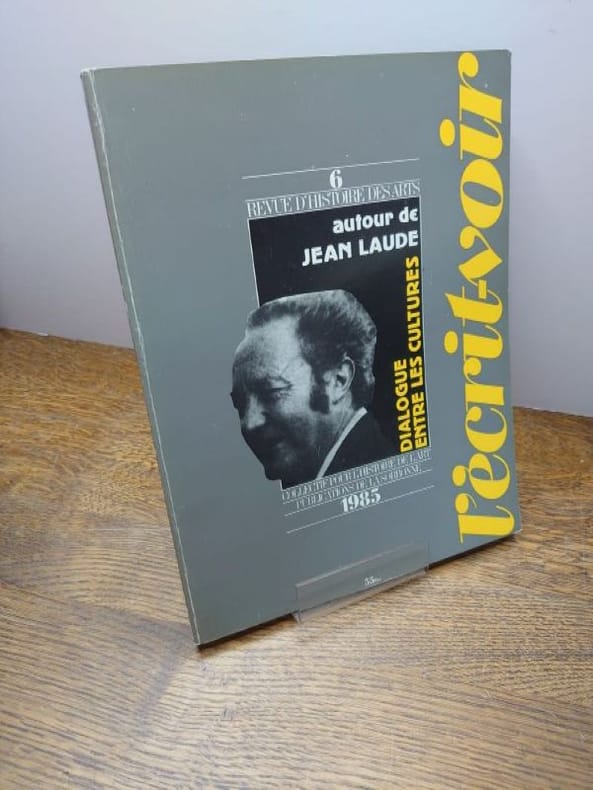 6
REVUE D'HISTOIRE DES ARTS
autour de
JEAN LAUDE
DIALOGUE
ENTRE LES CULTURES
COLLECTIF POUR L'HISTOIRE DE L'ART
PUBLICATIONS DE LA SORBONNE
1985
l'écrit-voir